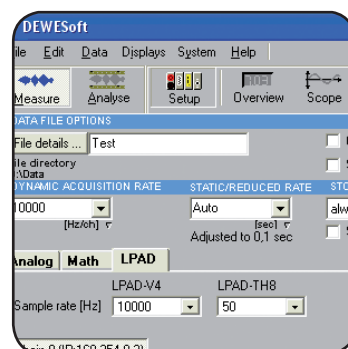 DEWESoft
ile Edit Data Displays System Help
Measure Analyse Setup Overview Scope
DATA FILE OPTIONS
File details ... Test
ile directory
:\Data
DYNAMIC ACQUISITION RATE STATIC/REDUCED RATE STO
10000 Auto alw
[Hz/ch] [sec]
Adjusted to 0,1 sec
Analog Math LPAD
LPAD-V4 LPAD-TH8
Sample rate [Hz] 10000 50